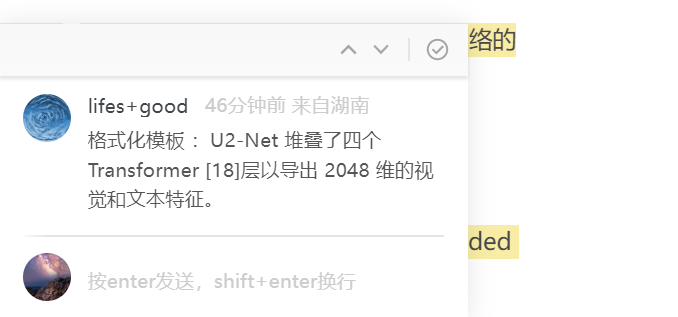 络的
lifes+good 46分钟前 来自湖南
格式化模板 ：U2-Net 堆叠了四个
Transformer [18]层以导出 2048 维的视
觉和文本特征。
ded
按enter发送，shift+enter换行